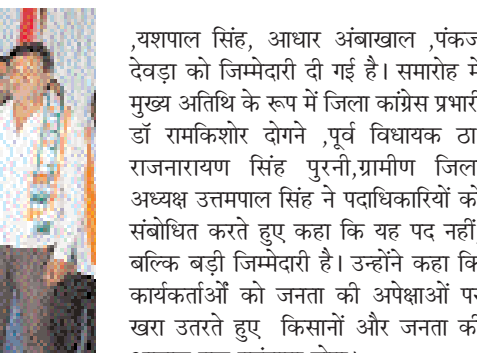 ,यशपाल सिंह, आधार अंबाखाल ,पंकज
देवड़ा को जिम्मेदारी दी गई है। समारोह में
मुख्य अतिथि के रूप में जिला कांग्रेस प्रभारी
डॉ रामकिशोर दोगने ,पूर्व विधायक ठा
राजनारायण सिंह पुरनी,ग्रामीण जिला
अध्यक्ष उत्तमपाल सिंह ने पदाधिकारियों को
संबोधित करते हुए कहा कि यह पद नहीं
बल्कि बड़ी जिम्मेदारी है। उन्होंने कहा कि
कार्यकर्ताओं को जनता की अपेक्षाओं पर
खरा उतरते हुए किसानों और जनता की